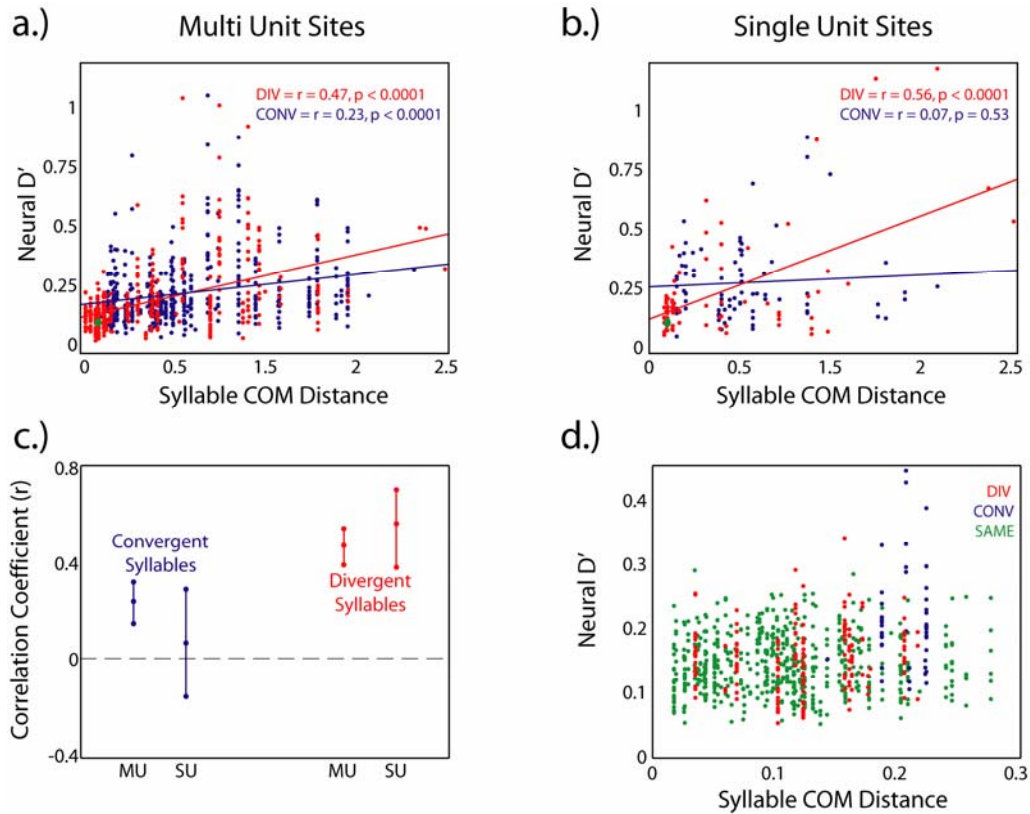 a.)
Multi Unit Sites
DIV = r = 0.47, p < 0.0001
CONV = r = 0.23, p < 0.0001
Neural D'
1
0.75
0.5
0.25
0
0
0.5
1.5
2
2.5
Syllable COM Distance
b.)
Single Unit Sites
DIV = r = 0.56, p < 0.0001
CONV = r = 0.07, p = 0.53
Neural D'
1
0.75
0.5
0.25
0
0
0.5
1.5
2
2.5
Syllable COM Distance
c.)
Correlation Coefficient (r)
0.8
0.4
0
-0.4
Convergent
Syllables
Divergent
Syllables
MU
SU
MU
SU
d.)
Neural D'
0.4
0.3
0.2
0.1
0
DIV
CONV
SAME
0
0.1
0.2
0.3
Syllable COM Distance